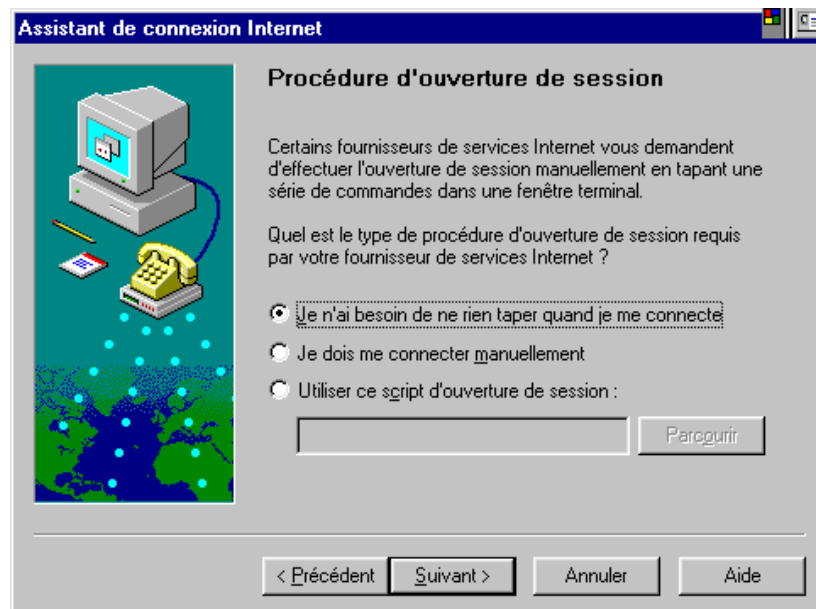 Assistant de connexion Internet
Procédure d'ouverture de session
Certains fournisseurs de services Internet vous demandent
d'effectuer l'ouverture de session manuellement en tapant une
série de commandes dans une fenêtre terminal.
Quel est le type de procédure d'ouverture de session requis
par votre fournisseur de services Internet ?
Je n'ai besoin de ne rien taper quand je me connecte
Je dois me connecter manuellement
Utiliser ce script d'ouverture de session :
Parcourir
< Précédent Suivant > Annuler Aide